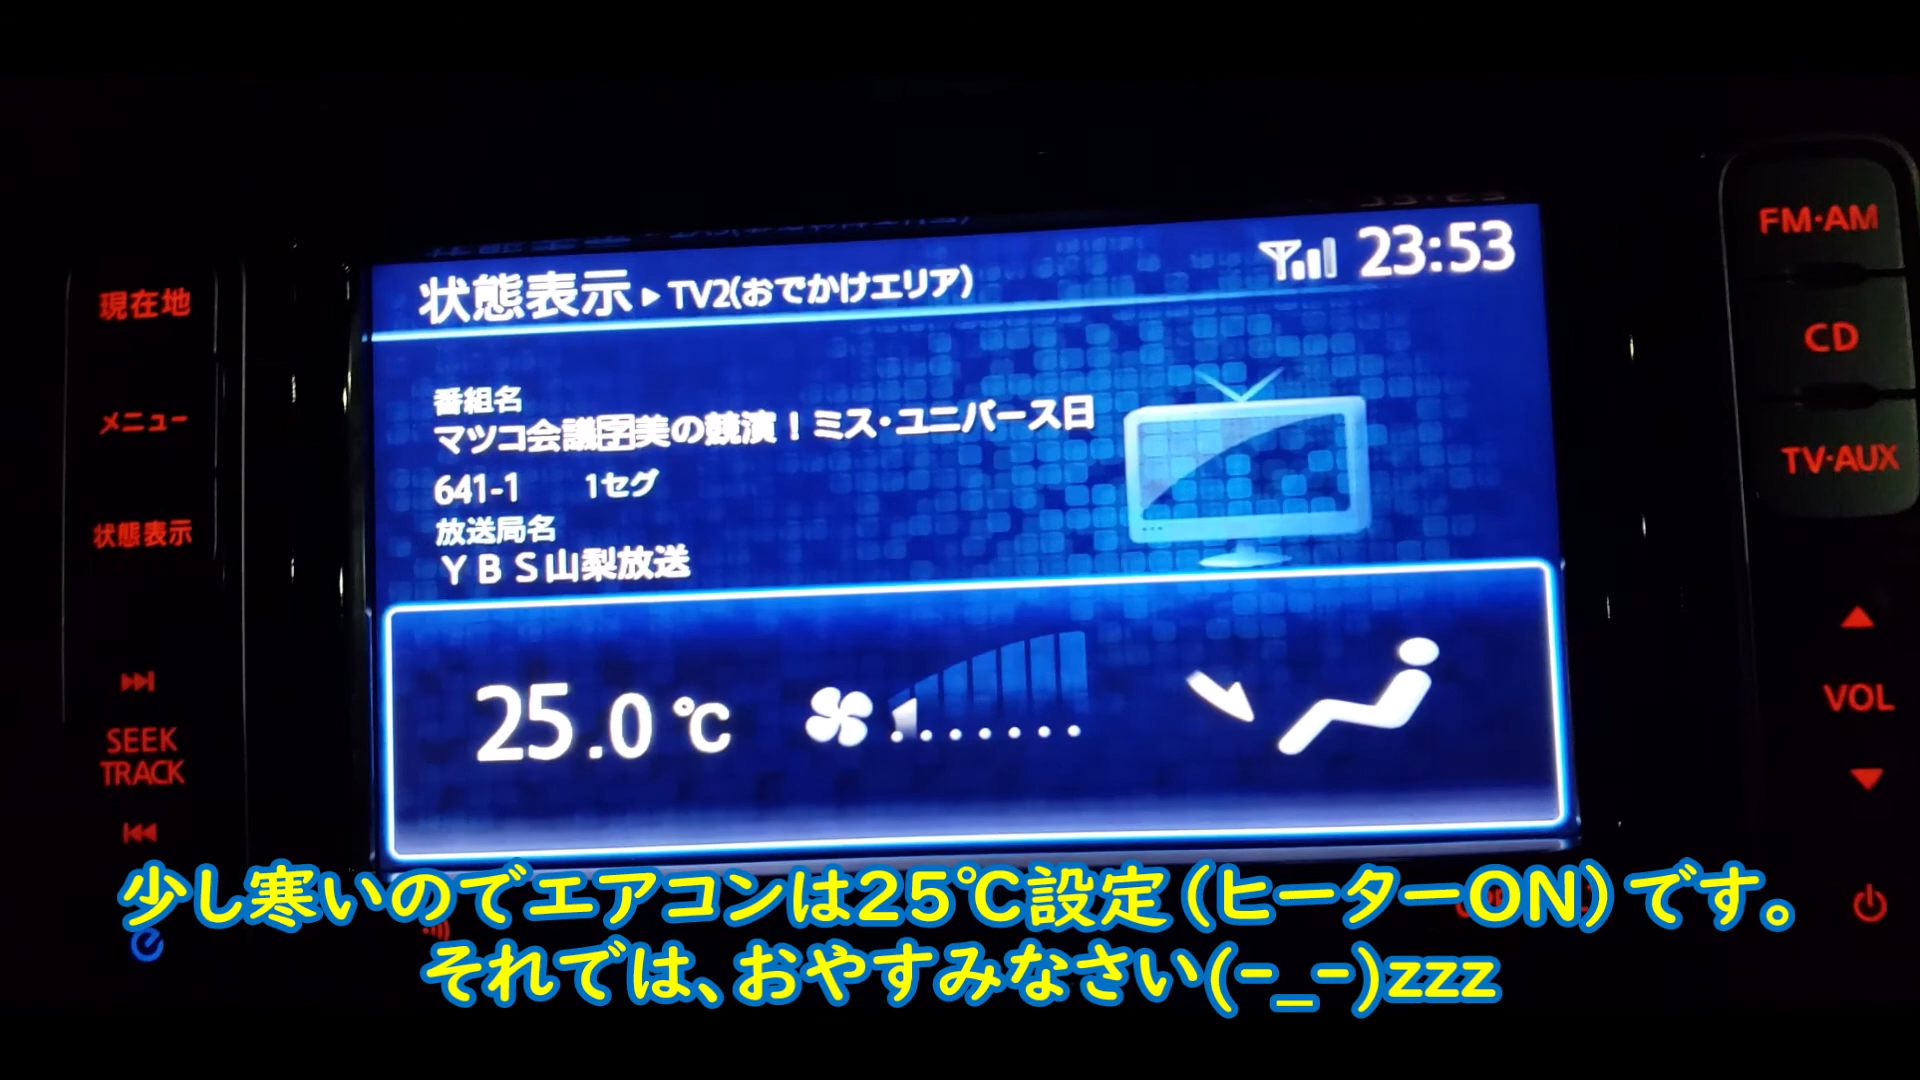 FM·AM
現在地
状態表示 ▶ TV2(おでかけエリア)
23:53
CD
メニュー
番組名
マツコ会議🈑美の競演！ミス・ユニバース日
TV·AUX
641-1 1セグ
状態表示
放送局名
ＹＢＳ山梨放送
VOL
25.0℃
SEEK
TRACK
少し寒いのでエアコンは25℃設定（ヒーターON）です。
それでは、おやすみなさい(-_-)zzz